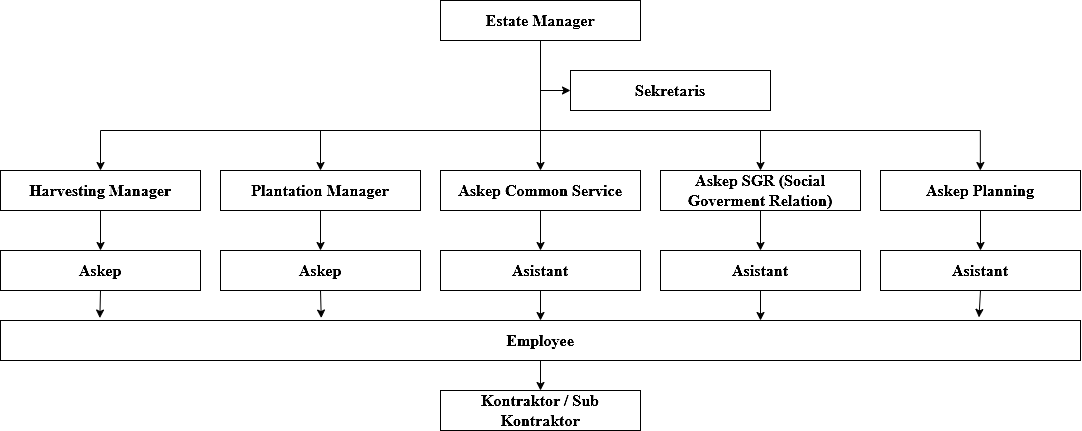 Estate Manager
Sekretaris
Harvesting Manager
Plantation Manager
Askep Common Service
Askep SGR (Social
Goverment Relation)
Askep Planning
Askep
Askep
Asistant
Asistant
Asistant
Employee
Kontraktor / Sub
Kontraktor